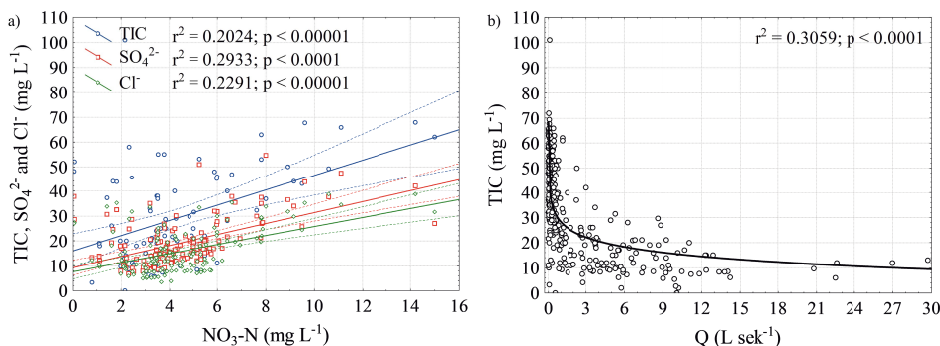 a)
TIC r² = 0.2024; p < 0.00001
SO₄²⁻ r² = 0.2933; p < 0.0001
Cl⁻ r² = 0.2291; p < 0.00001
TIC, SO₄²⁻ and Cl⁻ (mg L⁻¹)
110
100
90
80
70
60
50
40
30
20
10
0
0 2 4 6 8 10 12 14 16
NO₃-N (mg L⁻¹)
b)
r² = 0.3059; p < 0.0001
TIC (mg L⁻¹)
110
100
90
80
70
60
50
40
30
20
10
0
0 3 6 9 12 15 18 21 24 27 30
Q (L sek⁻¹)